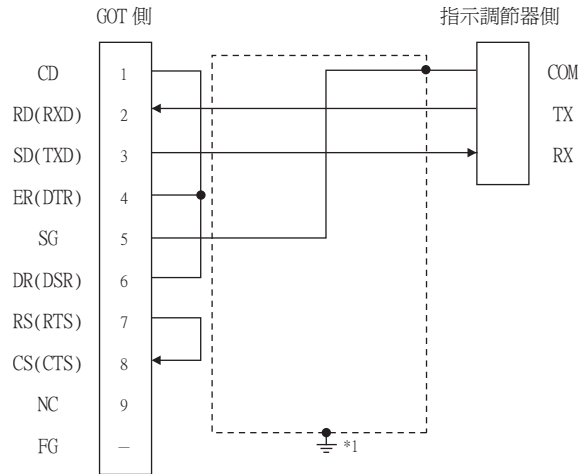 GOT 側 指示調節器側
CD 1 COM
RD(RXD) 2 TX
SD(TXD) 3 RX
ER(DTR) 4
SG 5
DR(DSR) 6
RS(RTS) 7
CS(CTS) 8
NC 9
FG – *1